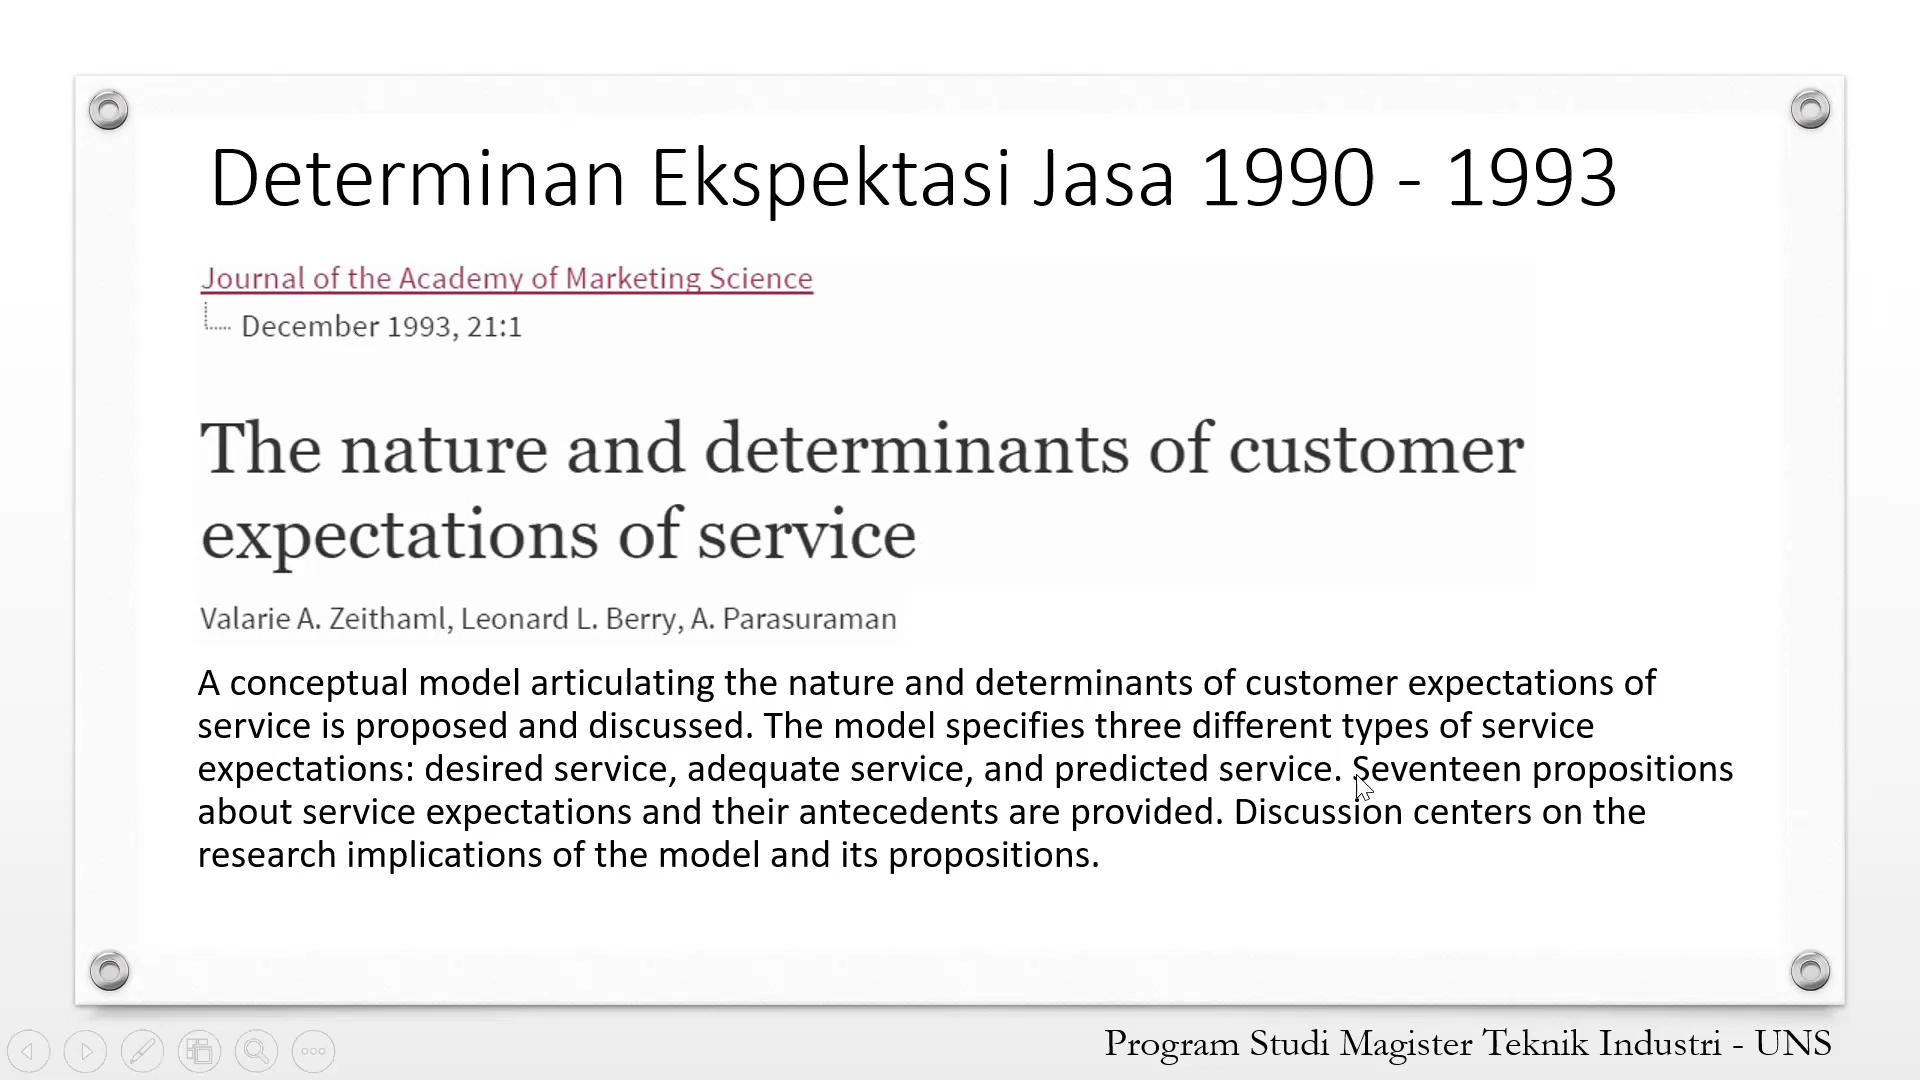 Determinan Ekspektasi Jasa 1990 - 1993
Journal of the Academy of Marketing Science
December 1993, 21:1
The nature and determinants of customer
expectations of service
Valarie A. Zeithaml, Leonard L. Berry, A. Parasuraman
A conceptual model articulating the nature and determinants of customer expectations of
service is proposed and discussed. The model specifies three different types of service
expectations: desired service, adequate service, and predicted service. Seventeen propositions
about service expectations and their antecedents are provided. Discussion centers on the
research implications of the model and its propositions.
Program Studi Magister Teknik Industri - UNS